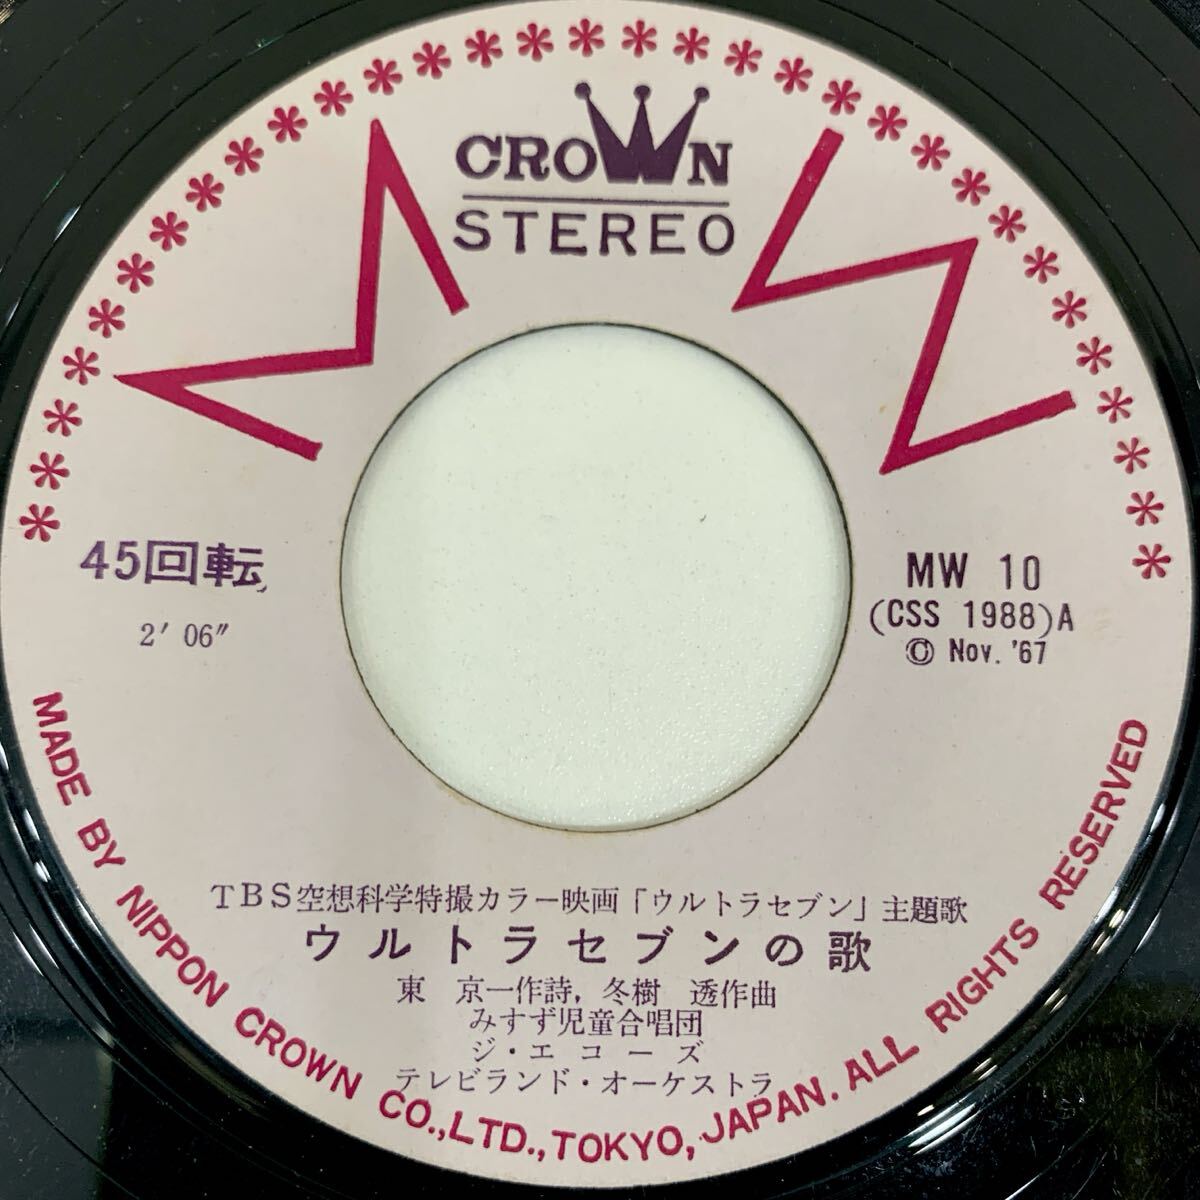 CROWN
STEREO
45回転
2′ 06″
MW 10
(CSS 1988)A
© Nov. '67
TBS空想科学特撮カラー映画「ウルトラセブン」主題歌
ウルトラセブンの歌
東 京一作詩, 冬樹 透作曲
みすず児童合唱団
ジ・エコーズ
テレビランド・オーケストラ
MADE BY NIPPON CROWN CO.,LTD.,TOKYO, JAPAN. ALL RIGHTS RESERVED